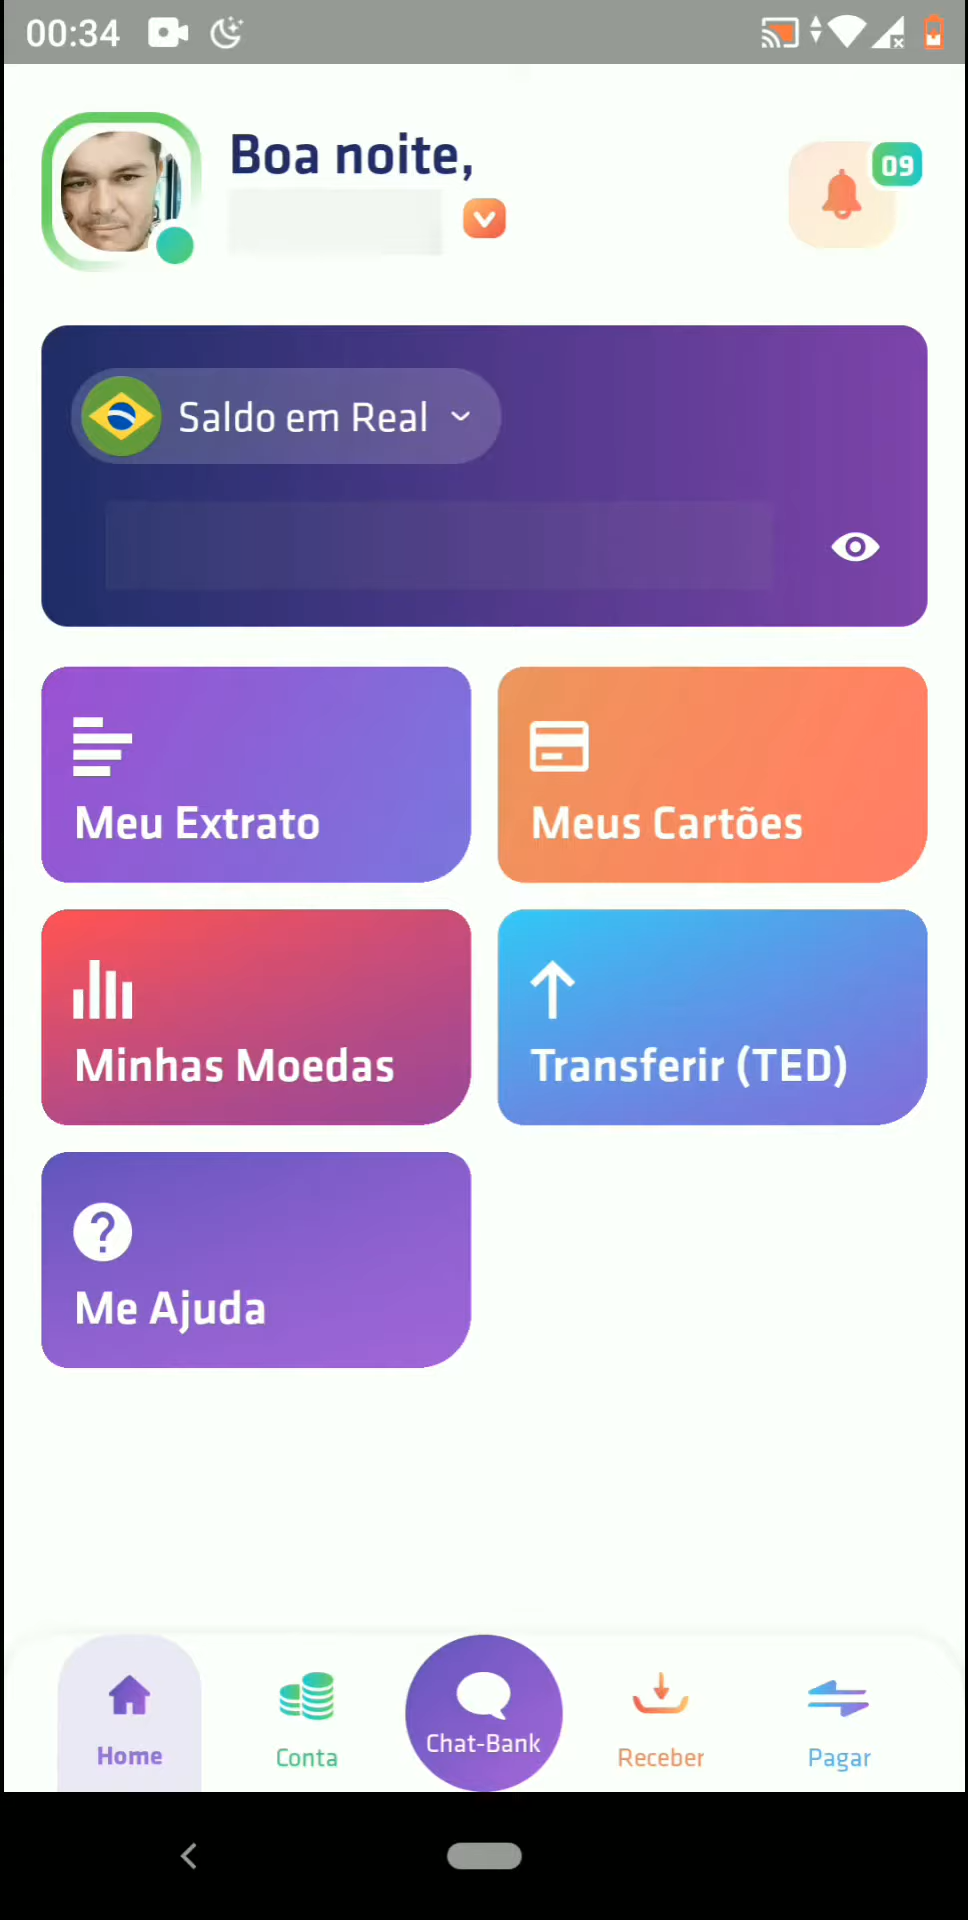 00:34
Boa noite,
09
Saldo em Real
Meu Extrato
Meus Cartões
Minhas Moedas
Transferir (TED)
Me Ajuda
Home
Conta
Chat-Bank
Receber
Pagar